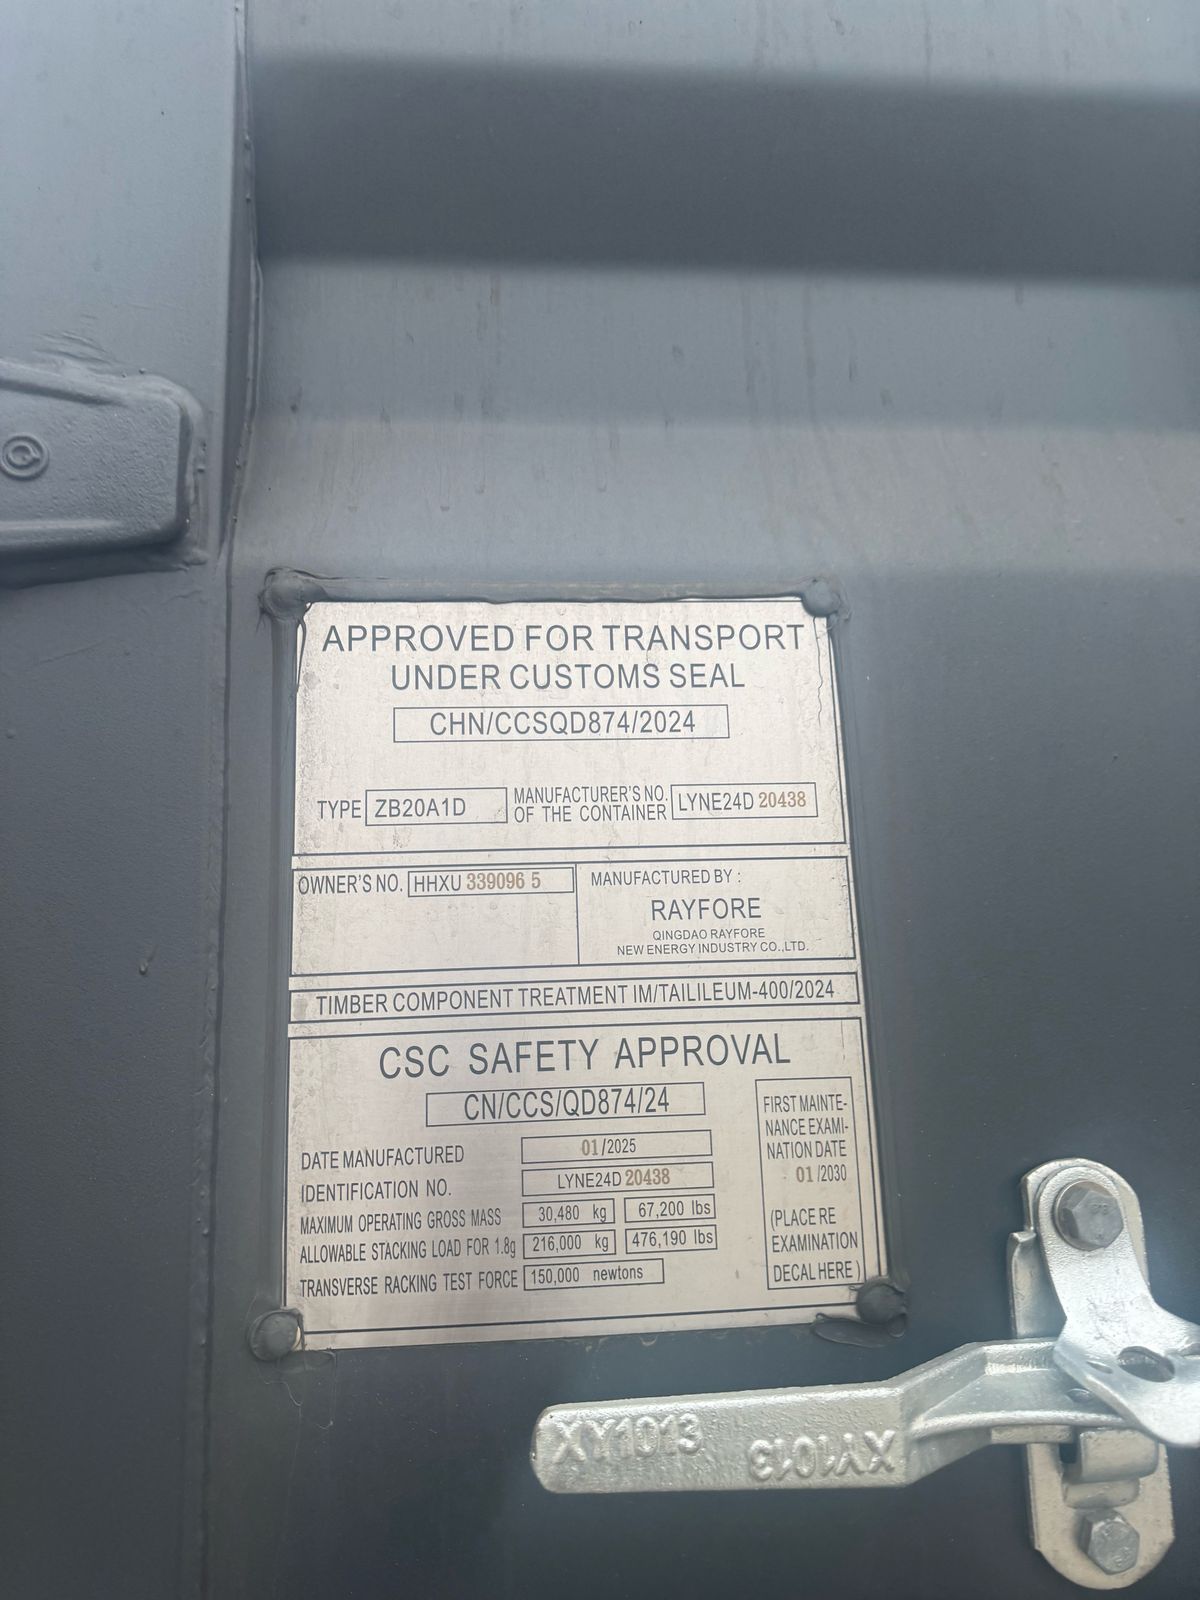 APPROVED FOR TRANSPORT
UNDER CUSTOMS SEAL
CHN/CCSQD874/2024
TYPE ZB20A1D MANUFACTURER'S NO. OF THE CONTAINER LYNE24D 20438
OWNER'S NO. HHXU 339096 5
MANUFACTURED BY :
RAYFORE
QINGDAO RAYFORE
NEW ENERGY INDUSTRY CO.,LTD.
TIMBER COMPONENT TREATMENT IM/TAILILEUM-400/2024
CSC SAFETY APPROVAL
CN/CCS/QD874/24
DATE MANUFACTURED 01/2025
IDENTIFICATION NO. LYNE24D 20438
MAXIMUM OPERATING GROSS MASS 30,480 kg 67,200 lbs
ALLOWABLE STACKING LOAD FOR 1.8g 216,000 kg 476,190 lbs
TRANSVERSE RACKING TEST FORCE 150,000 newtons
FIRST MAINTE-
NANCE EXAMI-
NATION DATE
01 /2030
(PLACE RE
EXAMINATION
DECAL HERE )
XY1013
XY1013